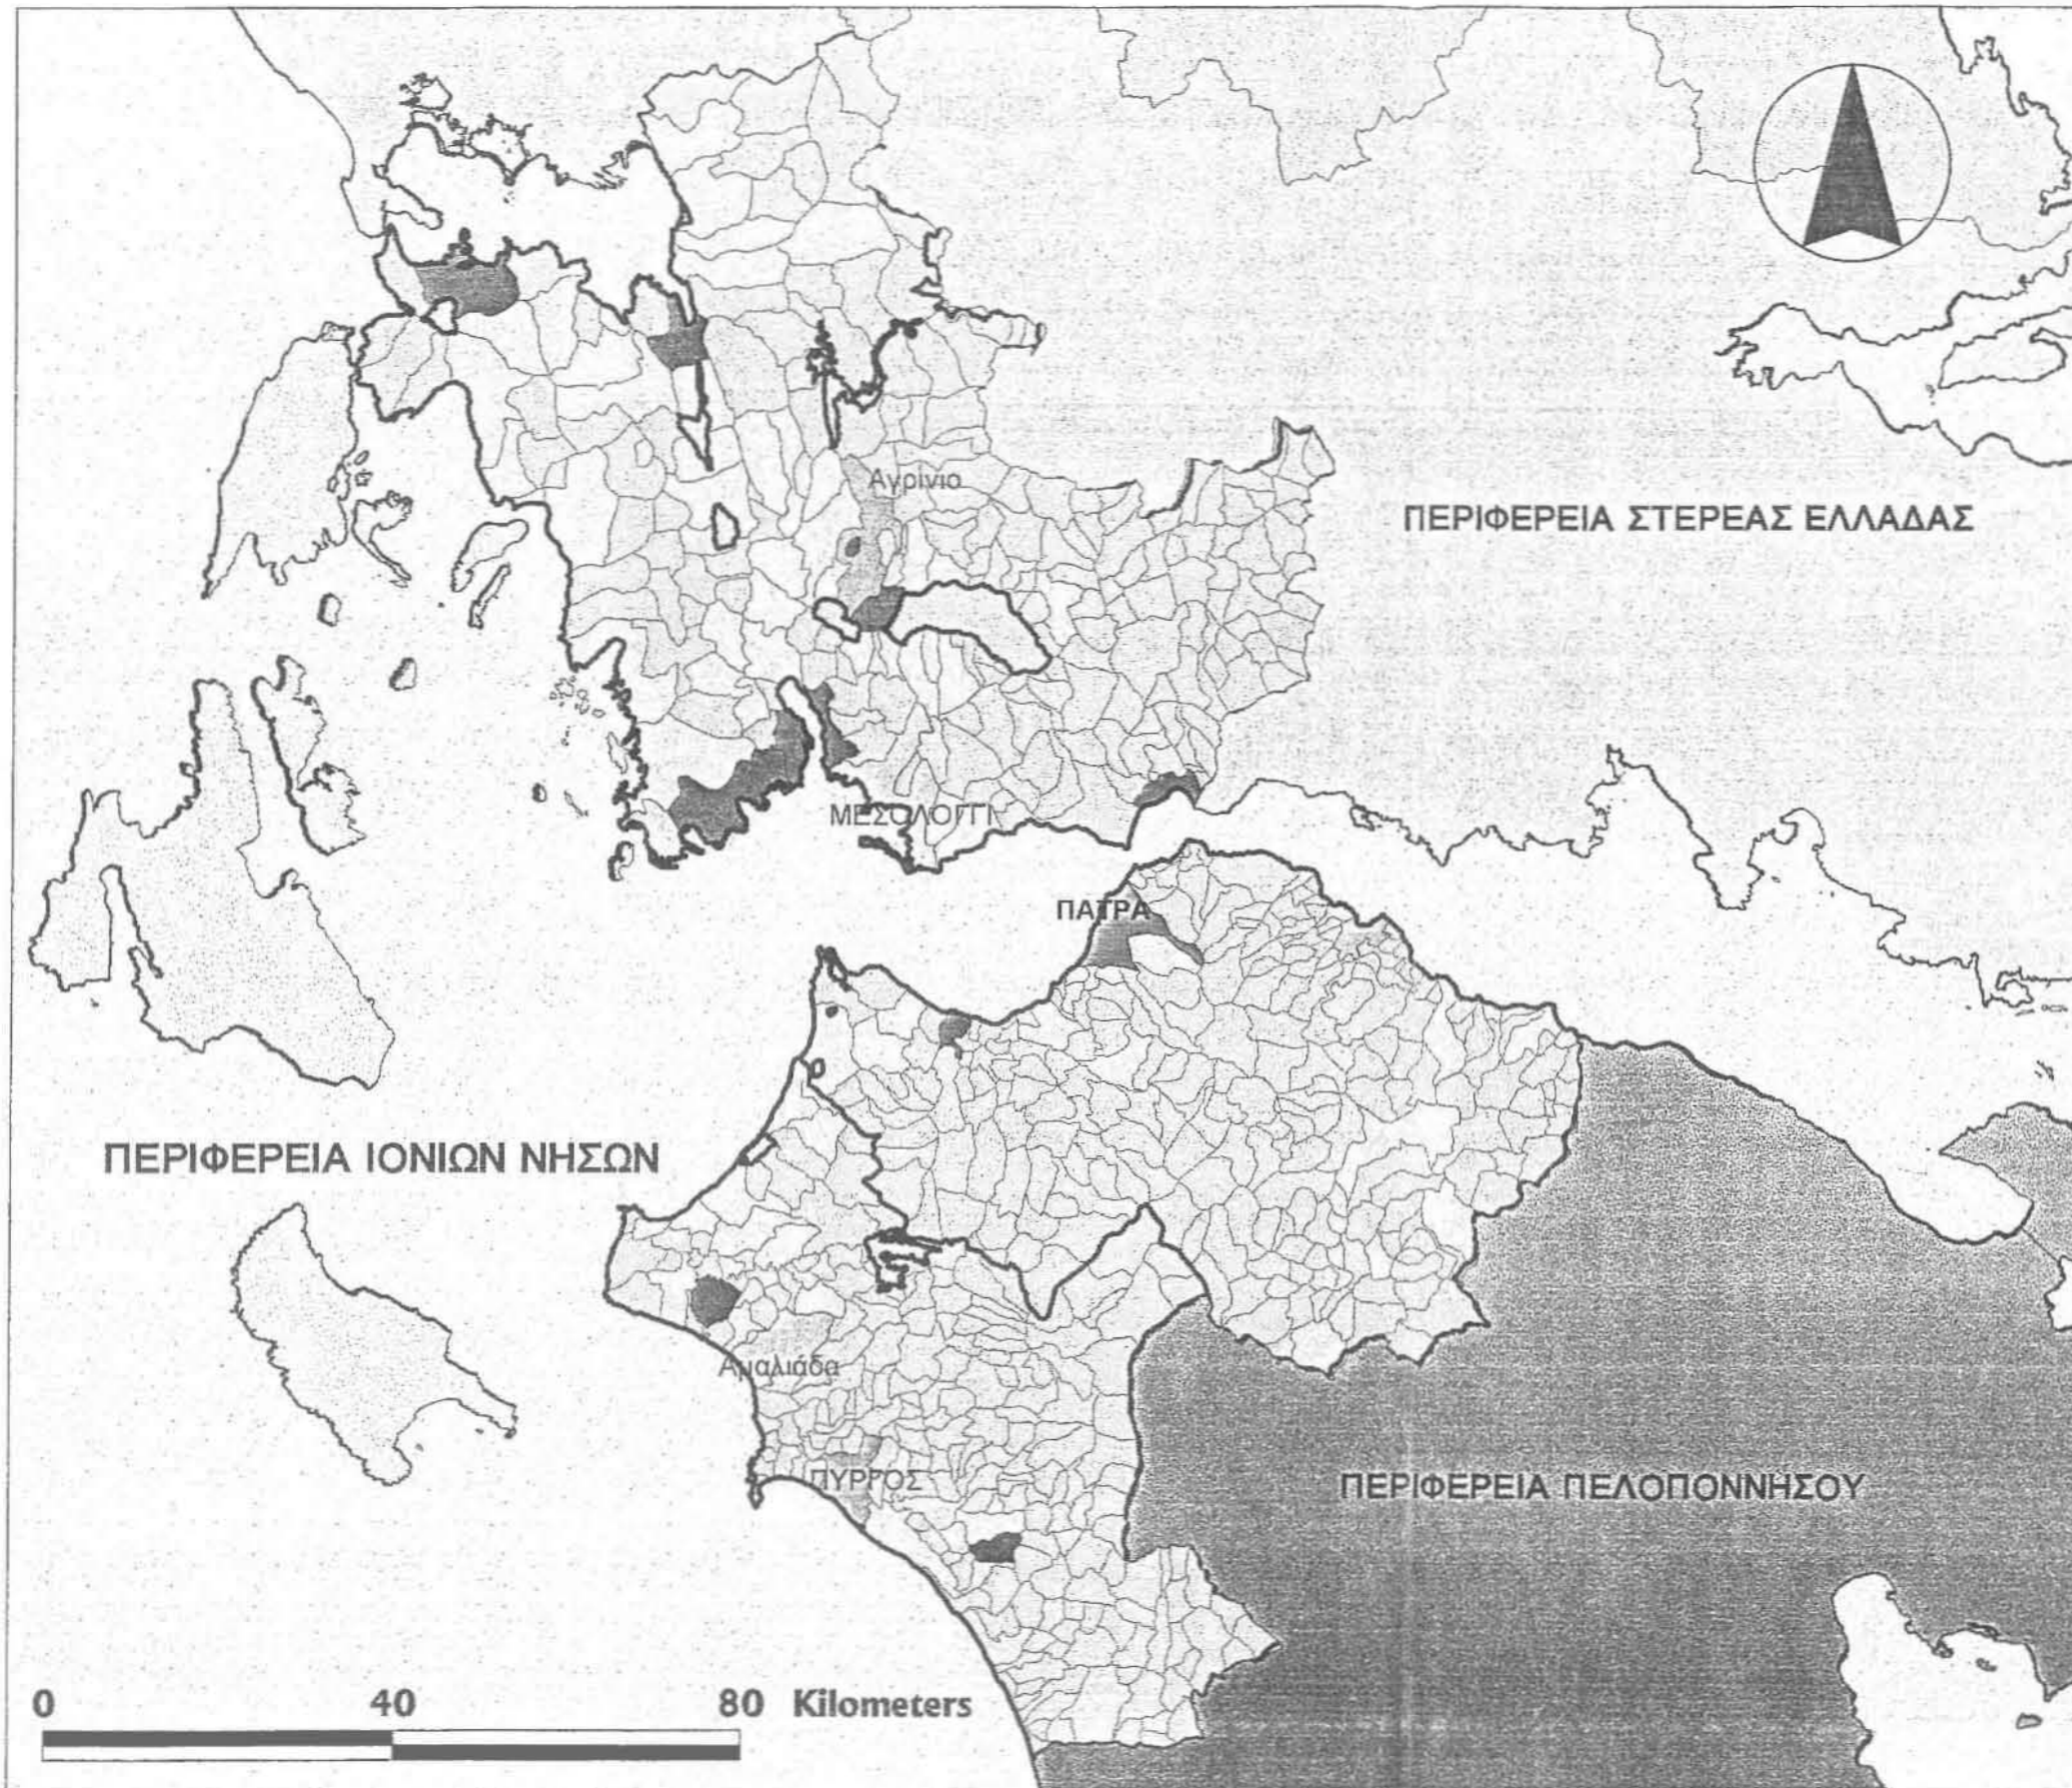 Αγρίνιο
ΠΕΡΙΦΕΡΕΙΑ ΣΤΕΡΕΑΣ ΕΛΛΑΔΑΣ
ΜΕΣΟΛΟΓΓΙ
ΠΑΤΡΑ
ΠΕΡΙΦΕΡΕΙΑ ΙΟΝΙΩΝ ΝΗΣΩΝ
Αμαλιάδα
ΠΥΡΓΟΣ
ΠΕΡΙΦΕΡΕΙΑ ΠΕΛΟΠΟΝΝΗΣΟΥ
0 40 80 Kilometers